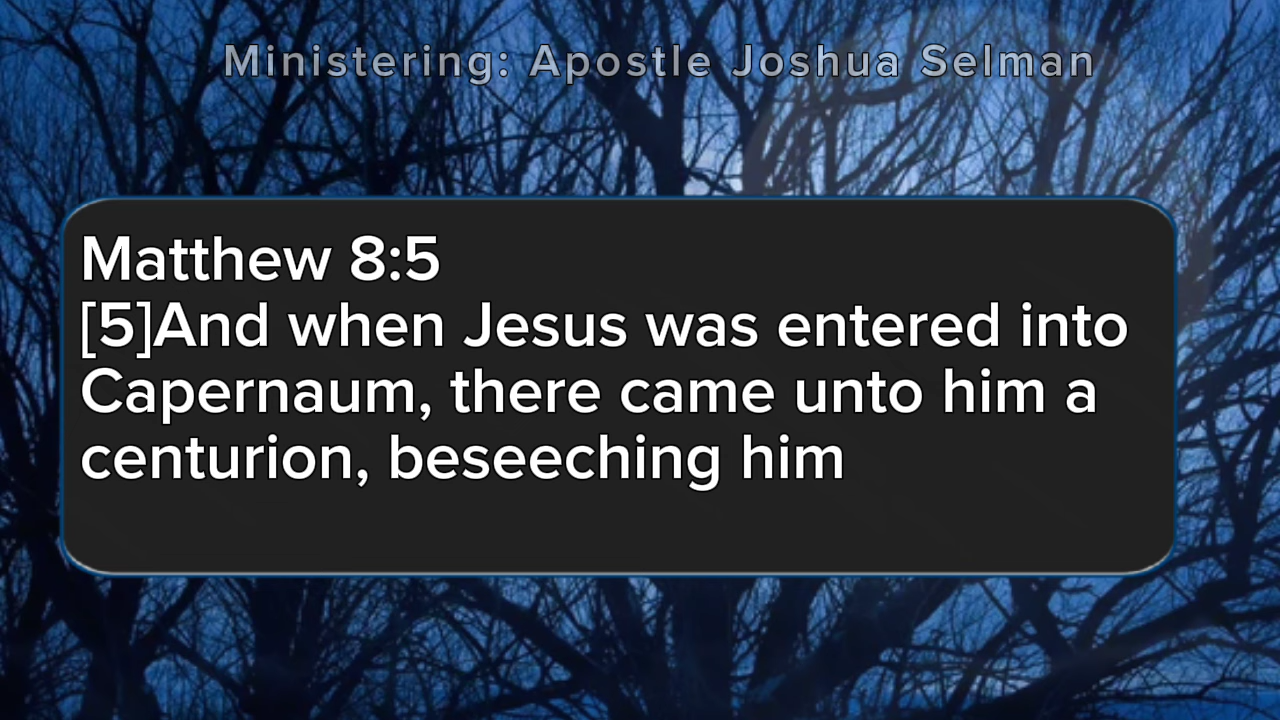 Ministering: Apostle Joshua Selman
Matthew 8:5
[5]And when Jesus was entered into
Capernaum, there came unto him a
centurion, beseeching him